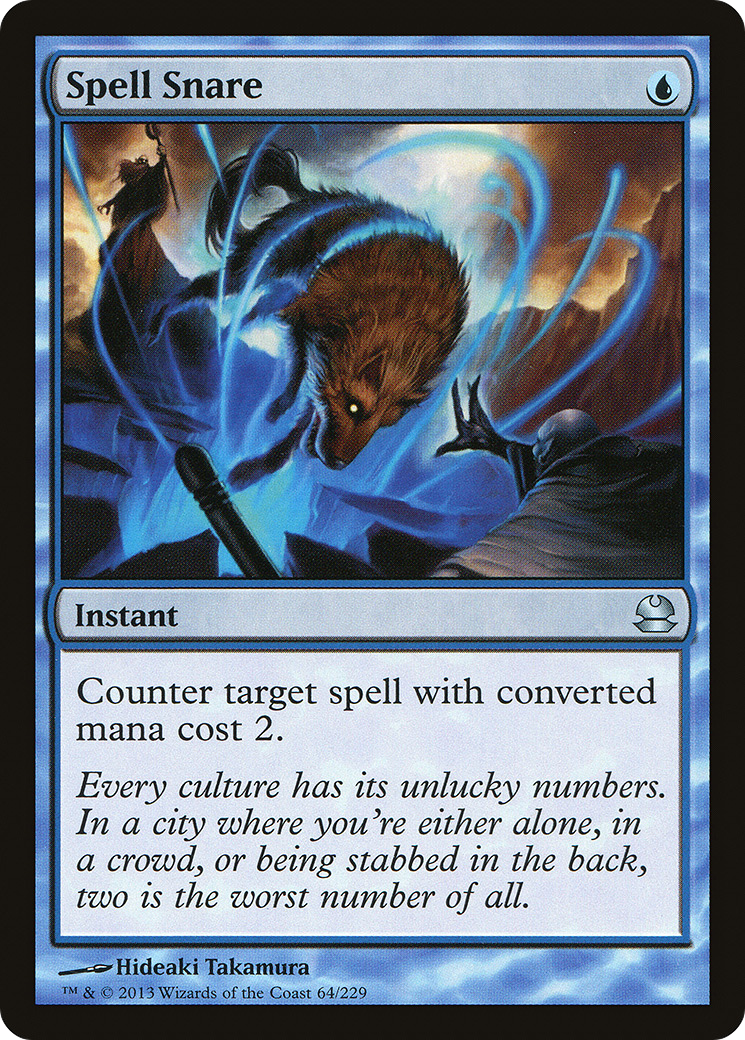 Spell Snare
Instant
Counter target spell with converted
mana cost 2.
Every culture has its unlucky numbers.
In a city where you're either alone, in
a crowd, or being stabbed in the back,
two is the worst number of all.
Hideaki Takamura
™ & © 2013 Wizards of the Coast 64/229